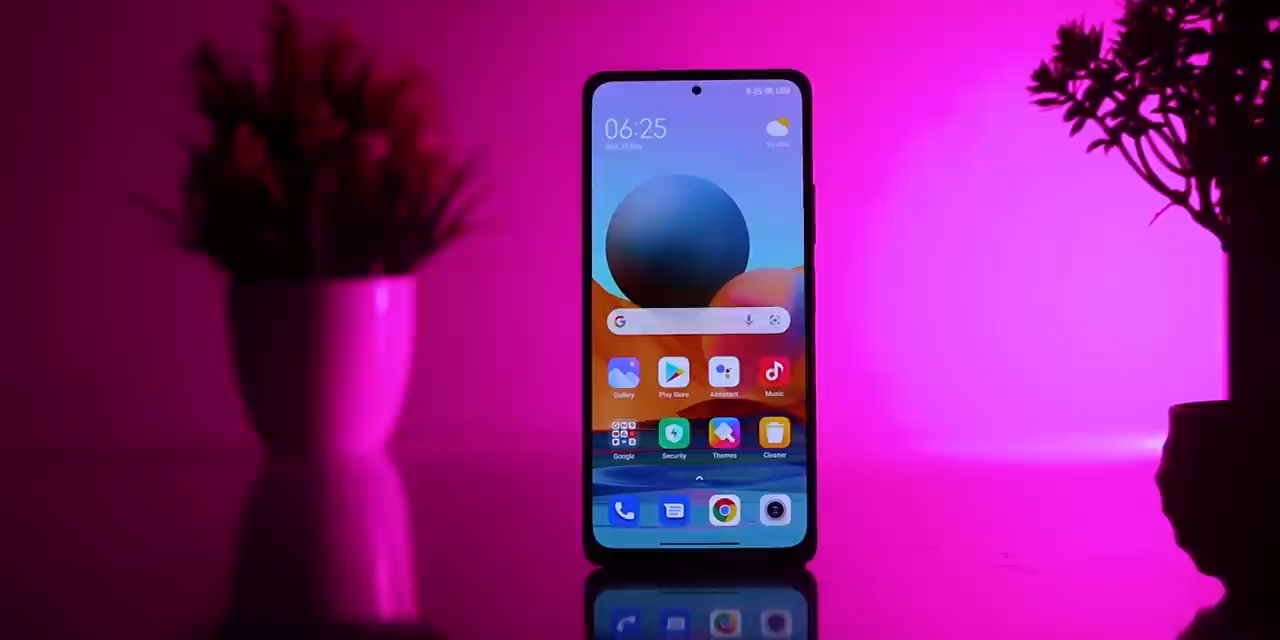 06:25
Gallery
Play Store
Assistant
Music
Google
Security
Themes
Cleaner